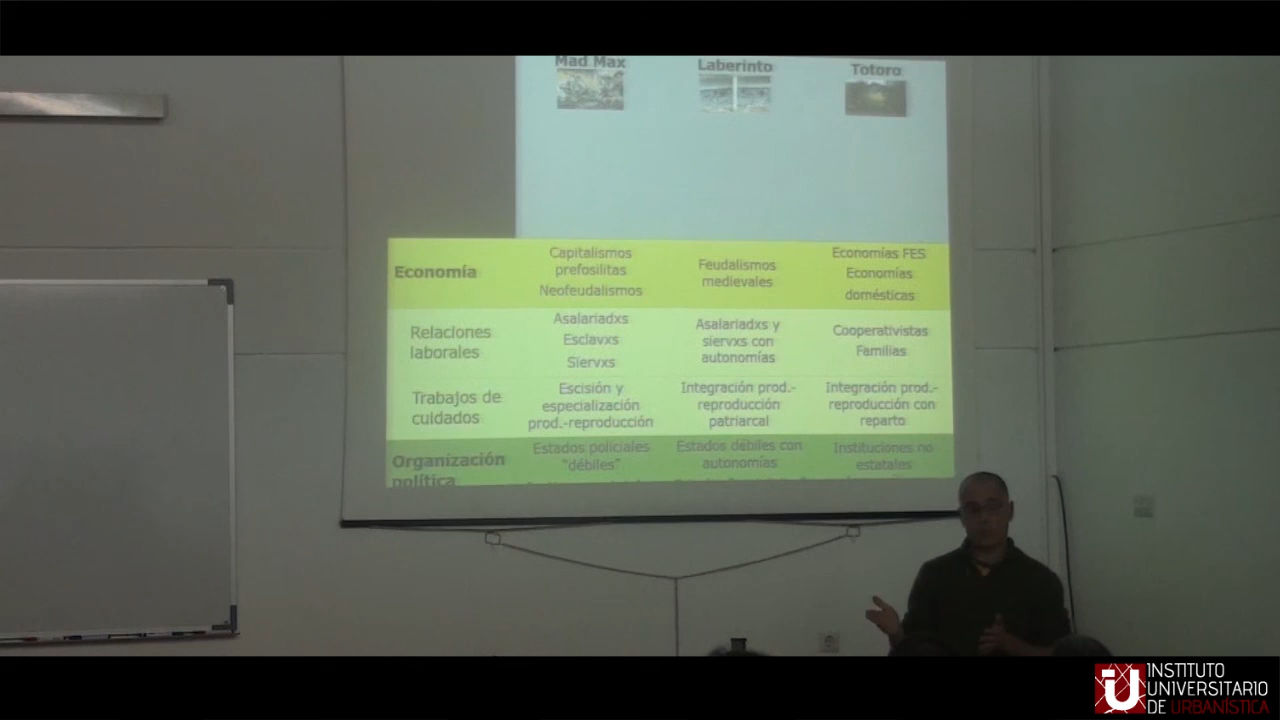 Mad Max
Laberinto
Totoro
Economía
Capitalismos
prefosilitas
Neofeudalismos
Feudalismos
medievales
Economías FES
Economías
domésticas
Relaciones
laborales
Asalariadxs
Esclavxs
Siervxs
Asalariadxs y
siervxs con
autonomías
Cooperativistas
Familias
Trabajos de
cuidados
Escisión y
especialización
prod.-reproducción
Integración prod.-
reproducción
patriarcal
Integración prod.-
reproducción con
reparto
Organización
política
Estados policiales
"débiles"
Estados débiles con
autonomías
Instituciones no
estatales
INSTITUTO
UNIVERSITARIO
DE URBANÍSTICA